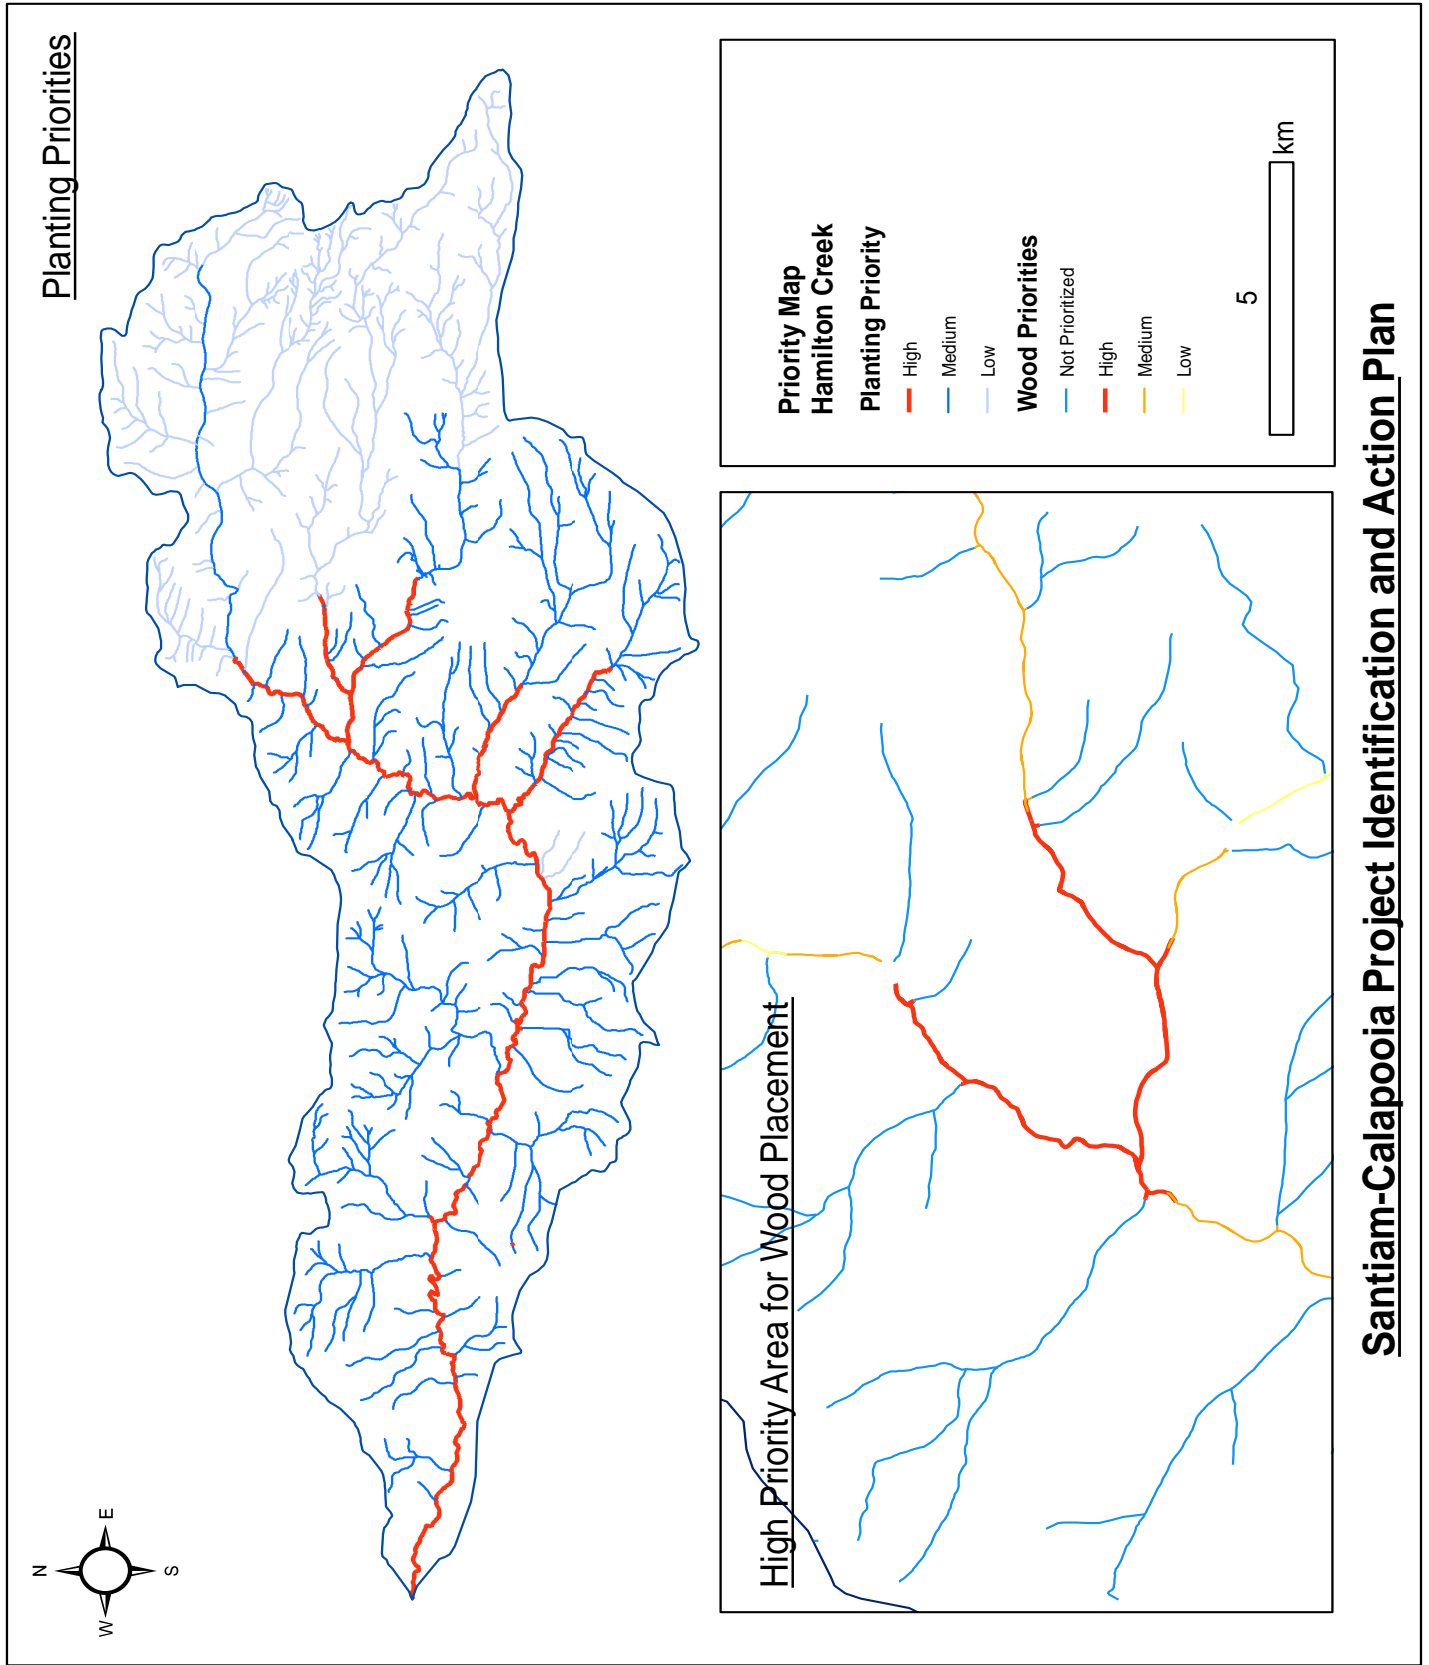 Planting Priorities
N
W
E
S
High Priority Area for Wood Placement
Priority Map
Hamilton Creek
Planting Priority
High
Medium
Low
Wood Priorities
Not Prioritized
High
Medium
Low
5
km
Santiam-Calapooia Project Identification and Action Plan